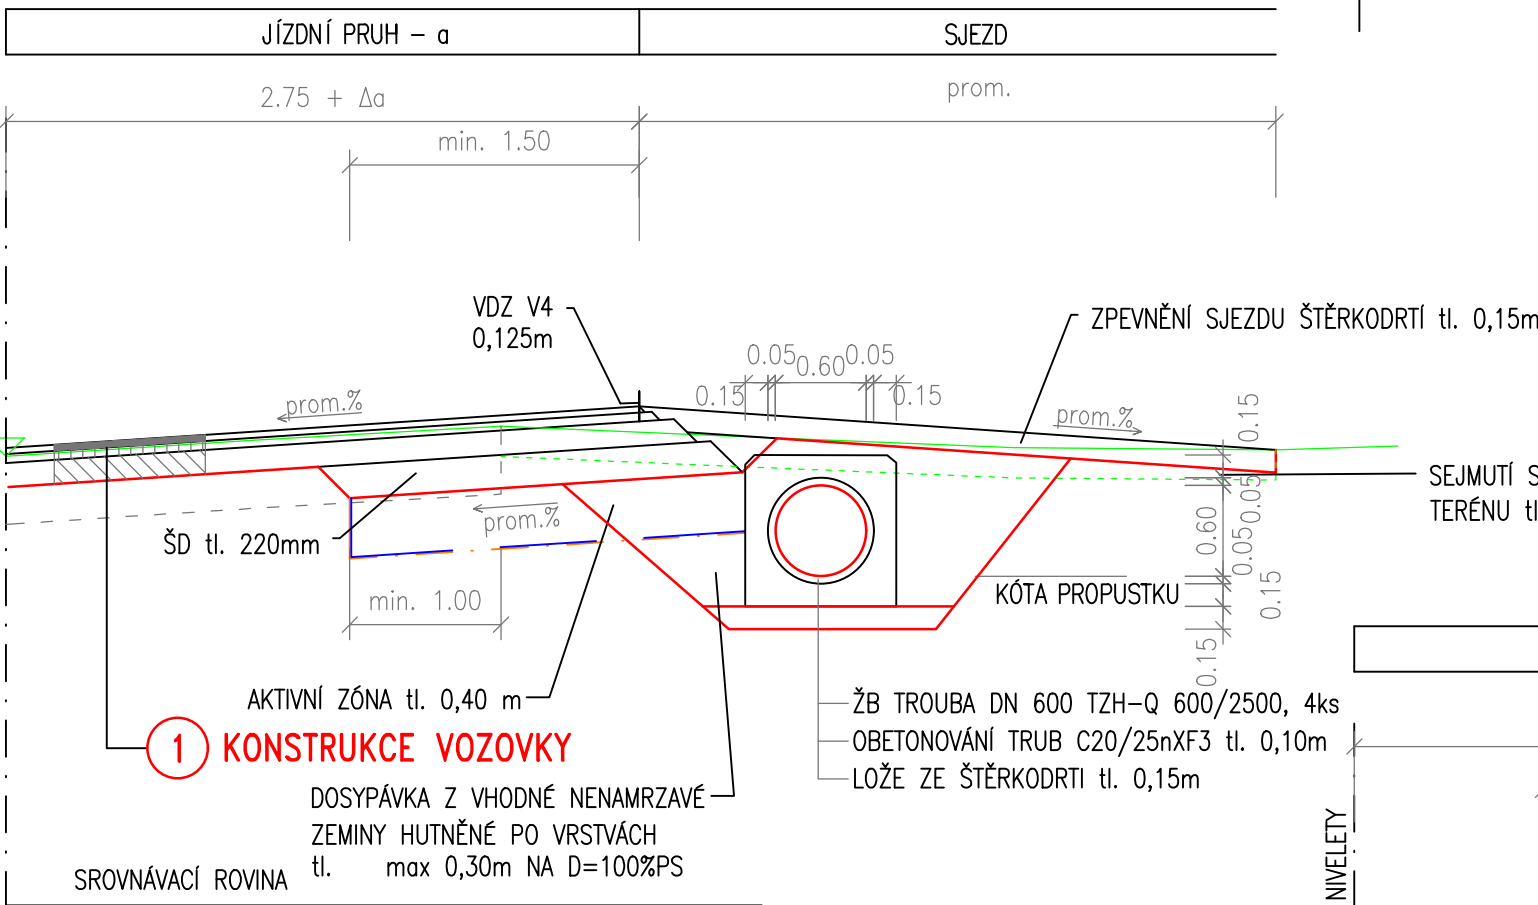 JÍZDNÍ PRUH - a
SJEZD
2.75 + Δa
prom.
min. 1.50
VDZ V4
0,125m
ZPEVNĚNÍ SJEZDU ŠTĚRKODRTÍ tl. 0,15m
0.05
0.60
0.05
0.15
0.15
prom.%
prom.%
0.15
SEJMUTÍ
TERÉNU
0.05
0.60
0.05
0.15
0.15
ŠD tl. 220mm
prom.%
min. 1.00
KÓTA PROPUSTKU
AKTIVNÍ ZÓNA tl. 0,40 m
ŽB TROUBA DN 600 TZH-Q 600/2500, 4ks
1 KONSTRUKCE VOZOVKY
OBETONOVÁNÍ TRUB C20/25nXF3 tl. 0,10m
LOŽE ZE ŠTĚRKODRTI tl. 0,15m
DOSYPÁVKA Z VHODNÉ NENAMRZAVÉ
ZEMINY HUTNĚNÉ PO VRSTVÁCH
tl. max 0,30m NA D=100%PS
SROVNÁVACÍ ROVINA
NIVELETY